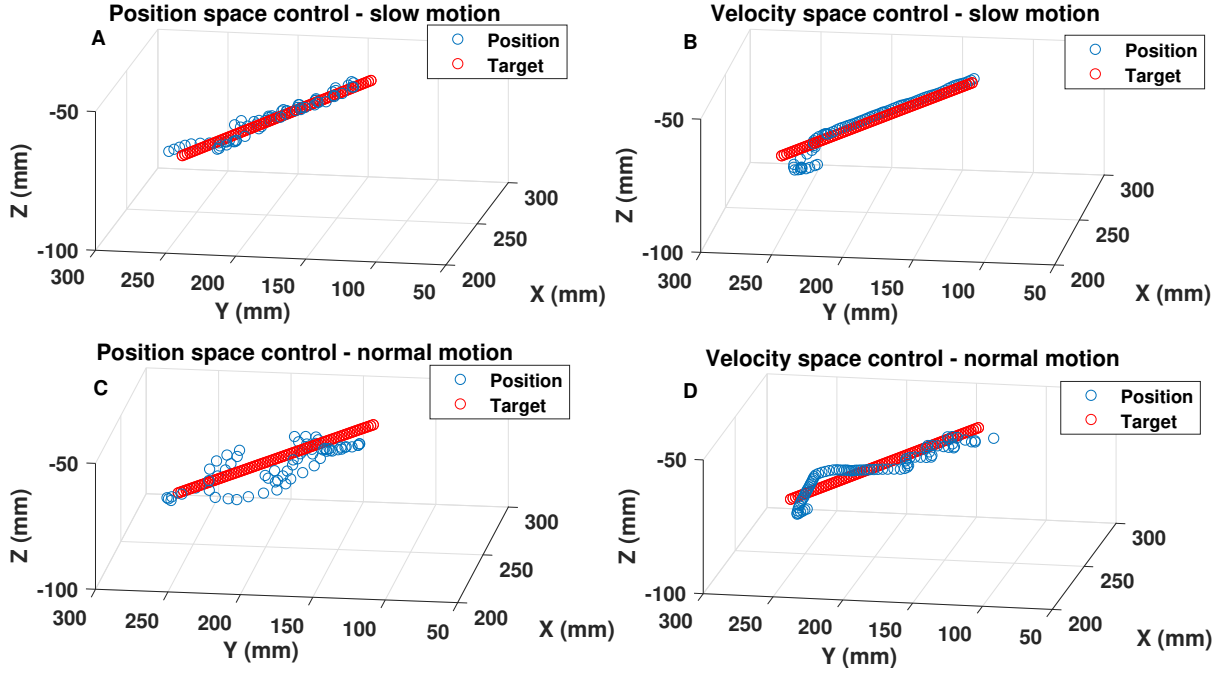 Position space control - slow motion
A
Position
Target
-50
-100
Z (mm)
300
250
200
150
100
50
Y (mm)
200
250
300
X (mm)
Velocity space control - slow motion
B
Position
Target
-50
-100
Z (mm)
300
250
200
150
100
50
Y (mm)
200
250
300
X (mm)
Position space control - normal motion
C
Position
Target
-50
-100
Z (mm)
300
250
200
150
100
50
Y (mm)
200
250
300
X (mm)
Velocity space control - normal motion
D
Position
Target
-50
-100
Z (mm)
300
250
200
150
100
50
Y (mm)
200
250
300
X (mm)